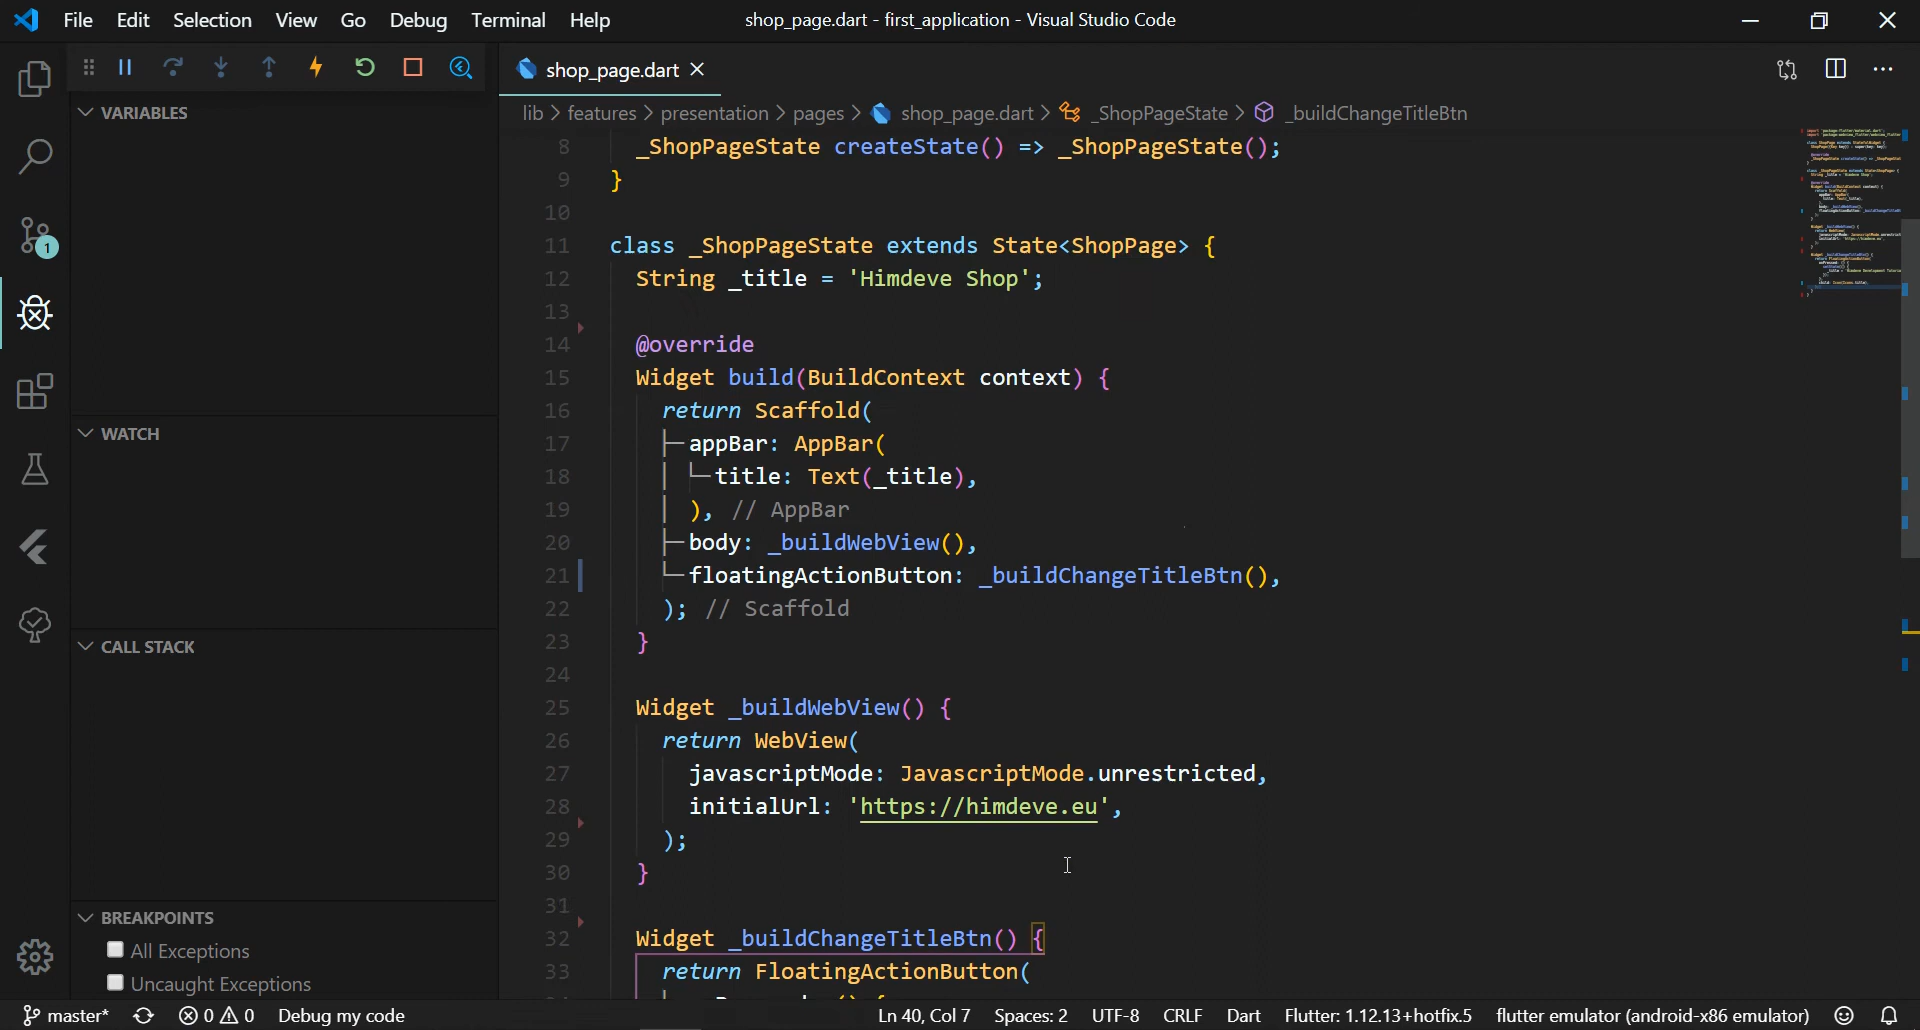 File Edit Selection View Go Debug Terminal Help shop_page.dart - first_application - Visual Studio Code
shop_page.dart
VARIABLES
WATCH
CALL STACK
BREAKPOINTS
All Exceptions
Uncaught Exceptions
lib > features > presentation > pages > shop_page.dart > _ShopPageState > _buildChangeTitleBtn
8 _ShopPageState createState() => _ShopPageState();
9 }
10
11 class _ShopPageState extends State<ShopPage> {
12 String _title = 'Himdeve Shop';
13
14 @override
15 Widget build(BuildContext context) {
16 return Scaffold(
17 appBar: AppBar(
18 title: Text(_title),
19 ), // AppBar
20 body: _buildWebView(),
21 floatingActionButton: _buildChangeTitleBtn(),
22 ); // Scaffold
23 }
24
25 Widget _buildWebView() {
26 return WebView(
27 javascriptMode: JavascriptMode.unrestricted,
28 initialUrl: 'https://himdeve.eu',
29 );
30 }
31
32 Widget _buildChangeTitleBtn() {
33 return FloatingActionButton(
1
master* 0 0 Debug my code Ln 40, Col 7 Spaces: 2 UTF-8 CRLF Dart Flutter: 1.12.13+hotfix.5 flutter emulator (android-x86 emulator)